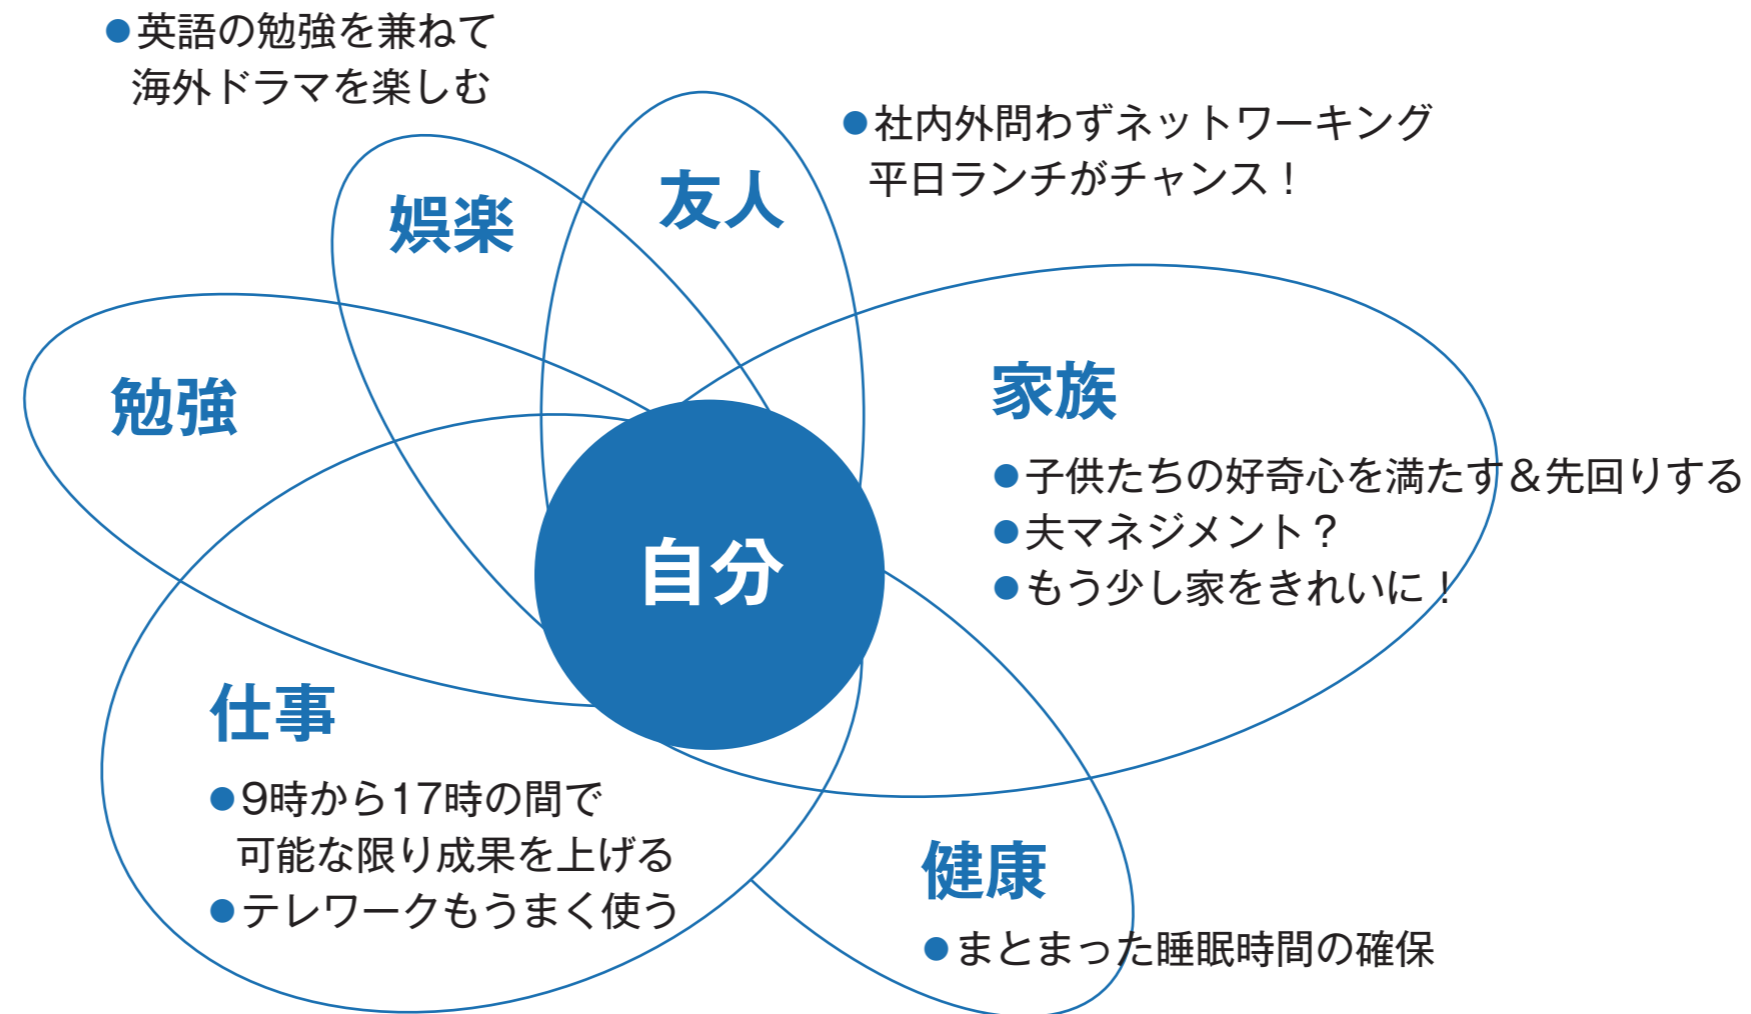 ●英語の勉強を兼ねて
海外ドラマを楽しむ
娯楽
友人
●社内外問わずネットワーキング
平日ランチがチャンス！
勉強
家族
●子供たちの好奇心を満たす＆先回りする
●夫マネジメント？
●もう少し家をきれいに！
自分
仕事
●9時から17時の間で
可能な限り成果を上げる
●テレワークもうまく使う
健康
●まとまった睡眠時間の確保